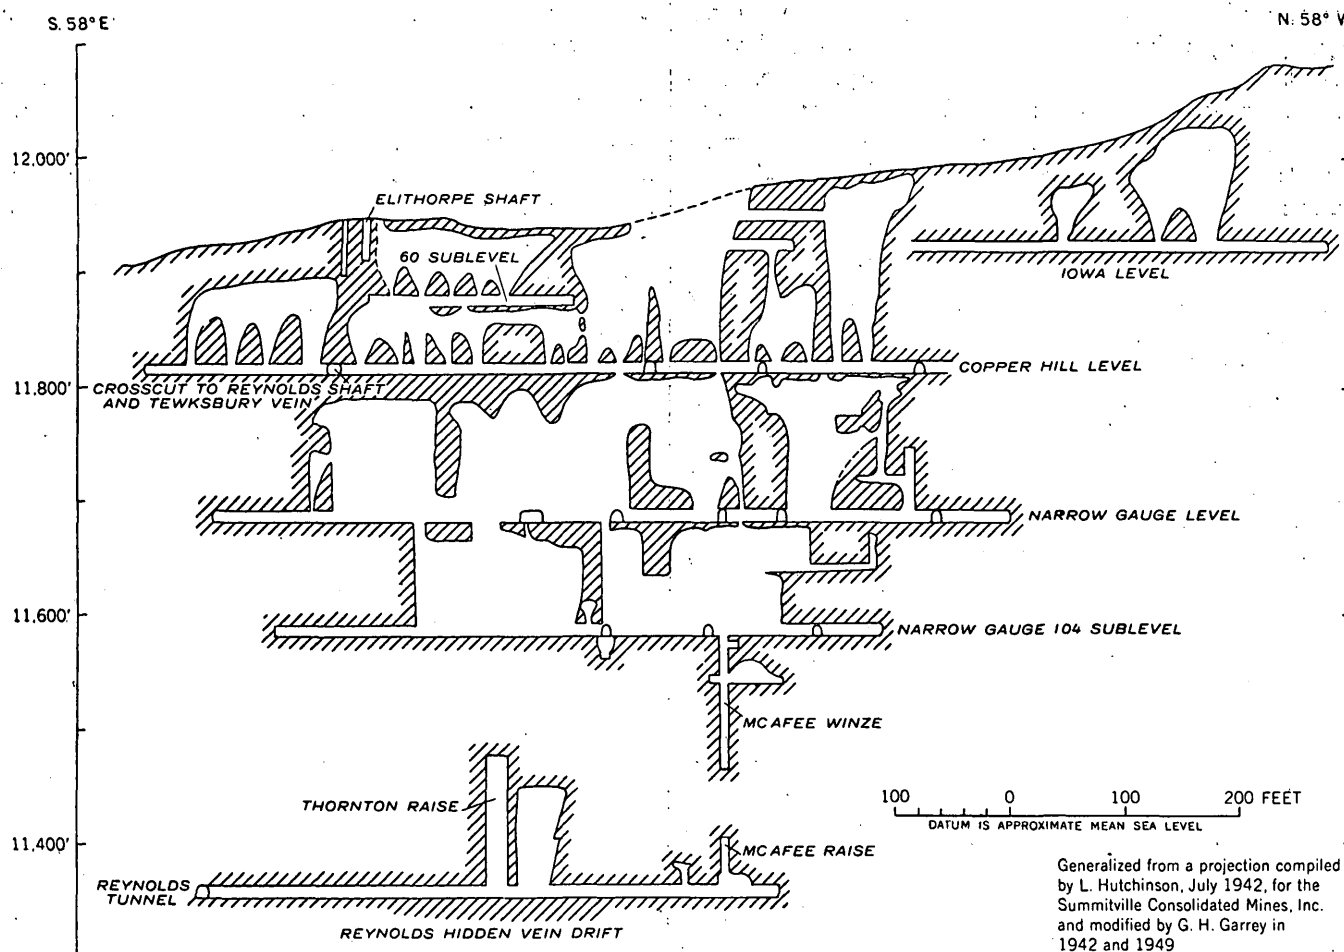 S. 58° E
N. 58° W
12,000'
ELITHORPE SHAFT
60 SUBLEVEL
IOWA LEVEL
COPPER HILL LEVEL
11,800'
CROSSCUT TO REYNOLDS SHAFT
AND TEWKSBURY VEIN
NARROW GAUGE LEVEL
11,600'
NARROW GAUGE 104 SUBLEVEL
MCAFEE WINZE
THORNTON RAISE
100 0 100 200 FEET
DATUM IS APPROXIMATE MEAN SEA LEVEL
11,400'
MCAFEE RAISE
REYNOLDS
TUNNEL
REYNOLDS HIDDEN VEIN DRIFT
Generalized from a projection compiled
by L. Hutchinson, July 1942, for the
Summitville Consolidated Mines, Inc.
and modified by G. H. Garrey in
1942 and 1949